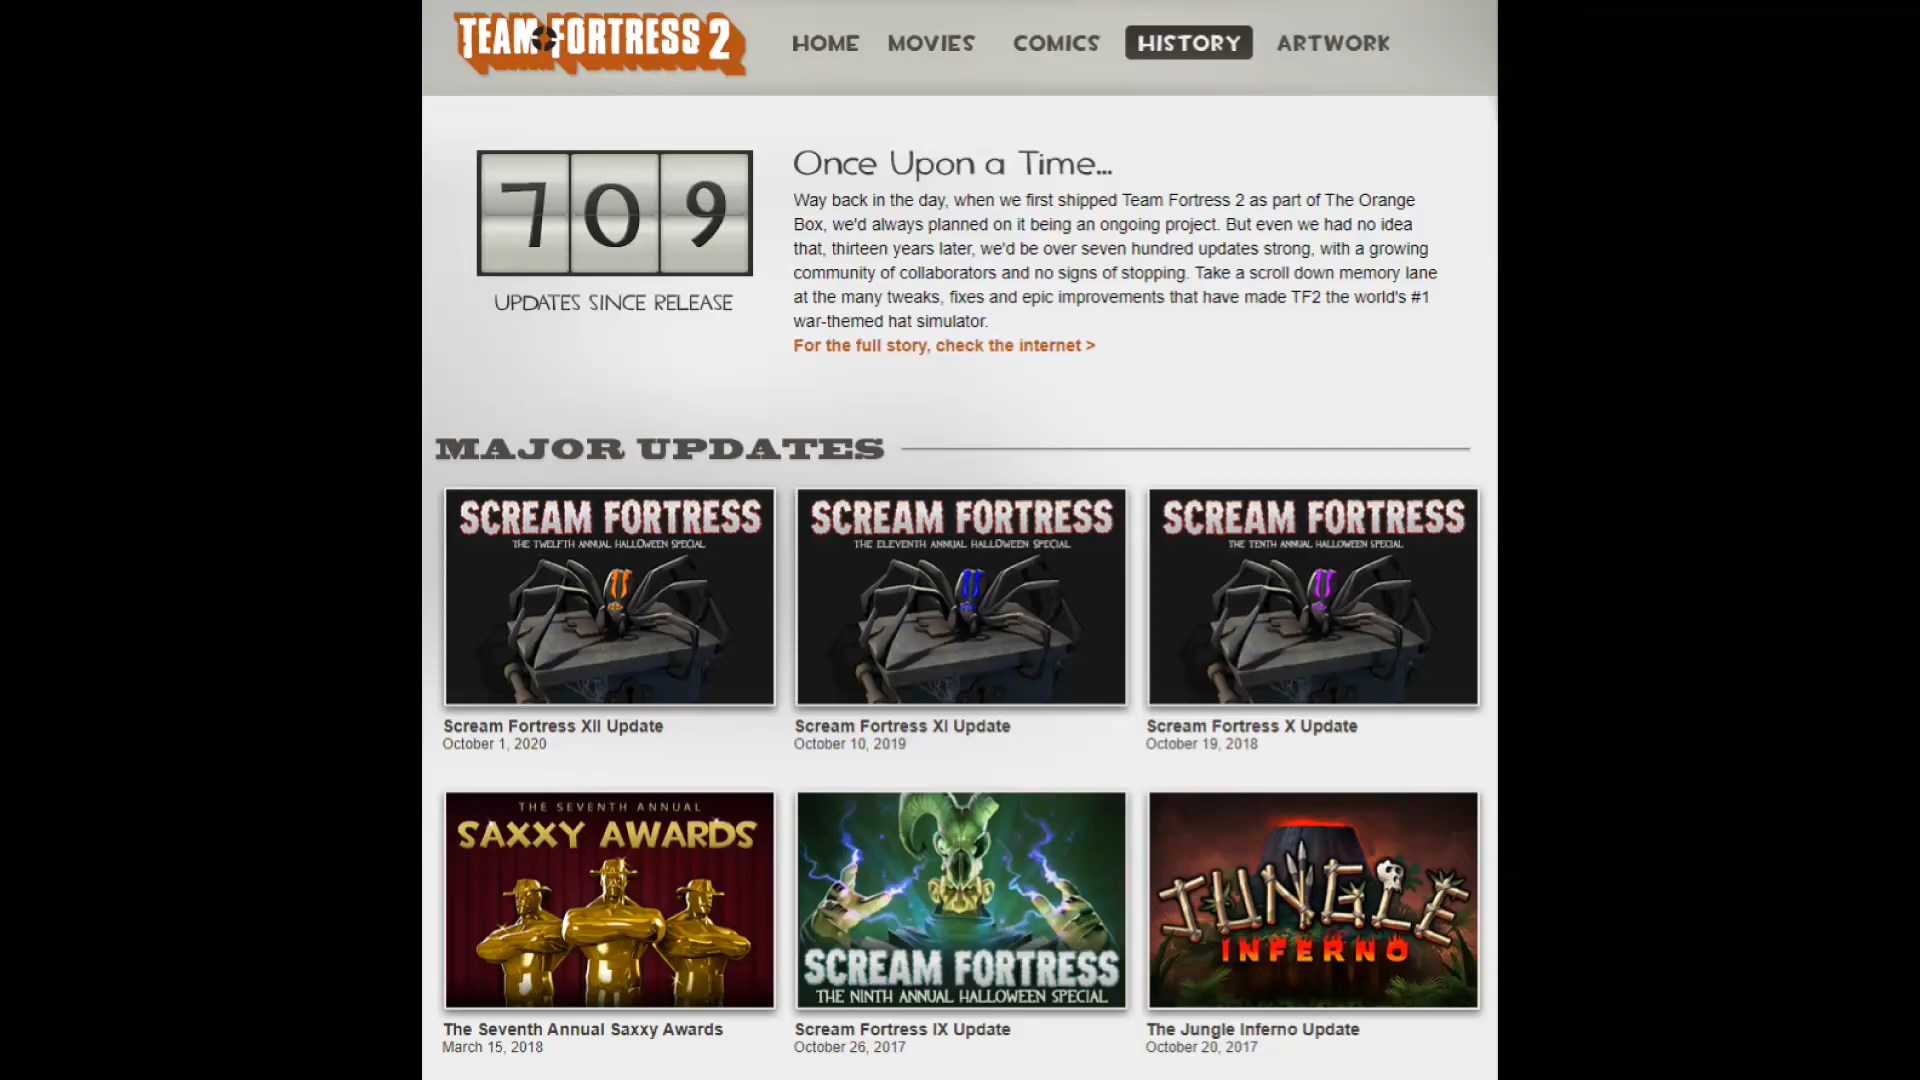 TEAM FORTRESS 2
HOME MOVIES COMICS HISTORY ARTWORK
709
UPDATES SINCE RELEASE
Once Upon a Time...
Way back in the day, when we first shipped Team Fortress 2 as part of The Orange
Box, we'd always planned on it being an ongoing project. But even we had no idea
that, thirteen years later, we'd be over seven hundred updates strong, with a growing
community of collaborators and no signs of stopping. Take a scroll down memory lane
at the many tweaks, fixes and epic improvements that have made TF2 the world's #1
war-themed hat simulator.
For the full story, check the internet >
MAJOR UPDATES
SCREAM FORTRESS
THE TWELFTH ANNUAL HALLOWEEN SPECIAL
Scream Fortress XII Update
October 1, 2020
SCREAM FORTRESS
THE ELEVENTH ANNUAL HALLOWEEN SPECIAL
Scream Fortress XI Update
October 10, 2019
SCREAM FORTRESS
THE TENTH ANNUAL HALLOWEEN SPECIAL
Scream Fortress X Update
October 19, 2018
THE SEVENTH ANNUAL
SAXXY AWARDS
The Seventh Annual Saxxy Awards
March 15, 2018
SCREAM FORTRESS
THE NINTH ANNUAL HALLOWEEN SPECIAL
Scream Fortress IX Update
October 26, 2017
JUNGLE
INFERNO
The Jungle Inferno Update
October 20, 2017